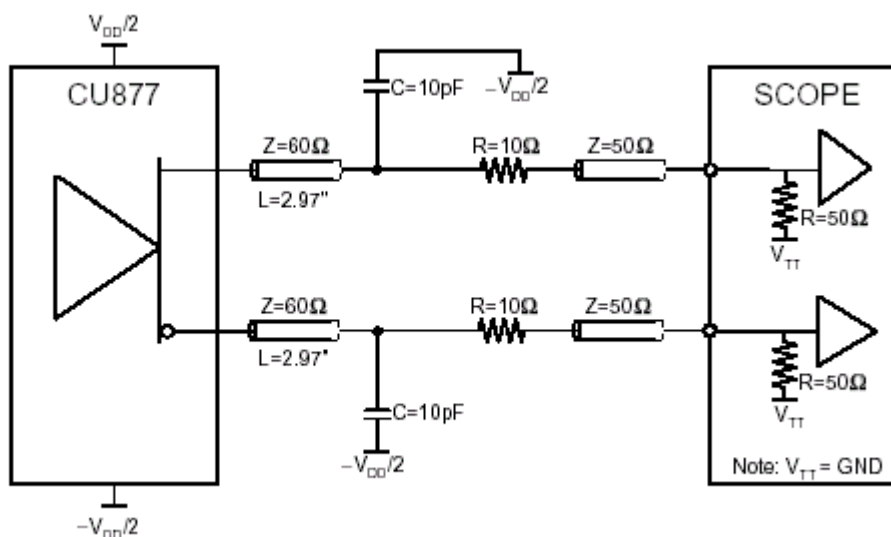 V_DD/2
CU877
C=10pF
–V_DD/2
SCOPE
Z=60Ω
R=10Ω
Z=50Ω
L=2.97"
R=50Ω
V_TT
Z=60Ω
R=10Ω
Z=50Ω
L=2.97"
R=50Ω
V_TT
C=10pF
–V_DD/2
Note: V_TT = GND
–V_DD/2